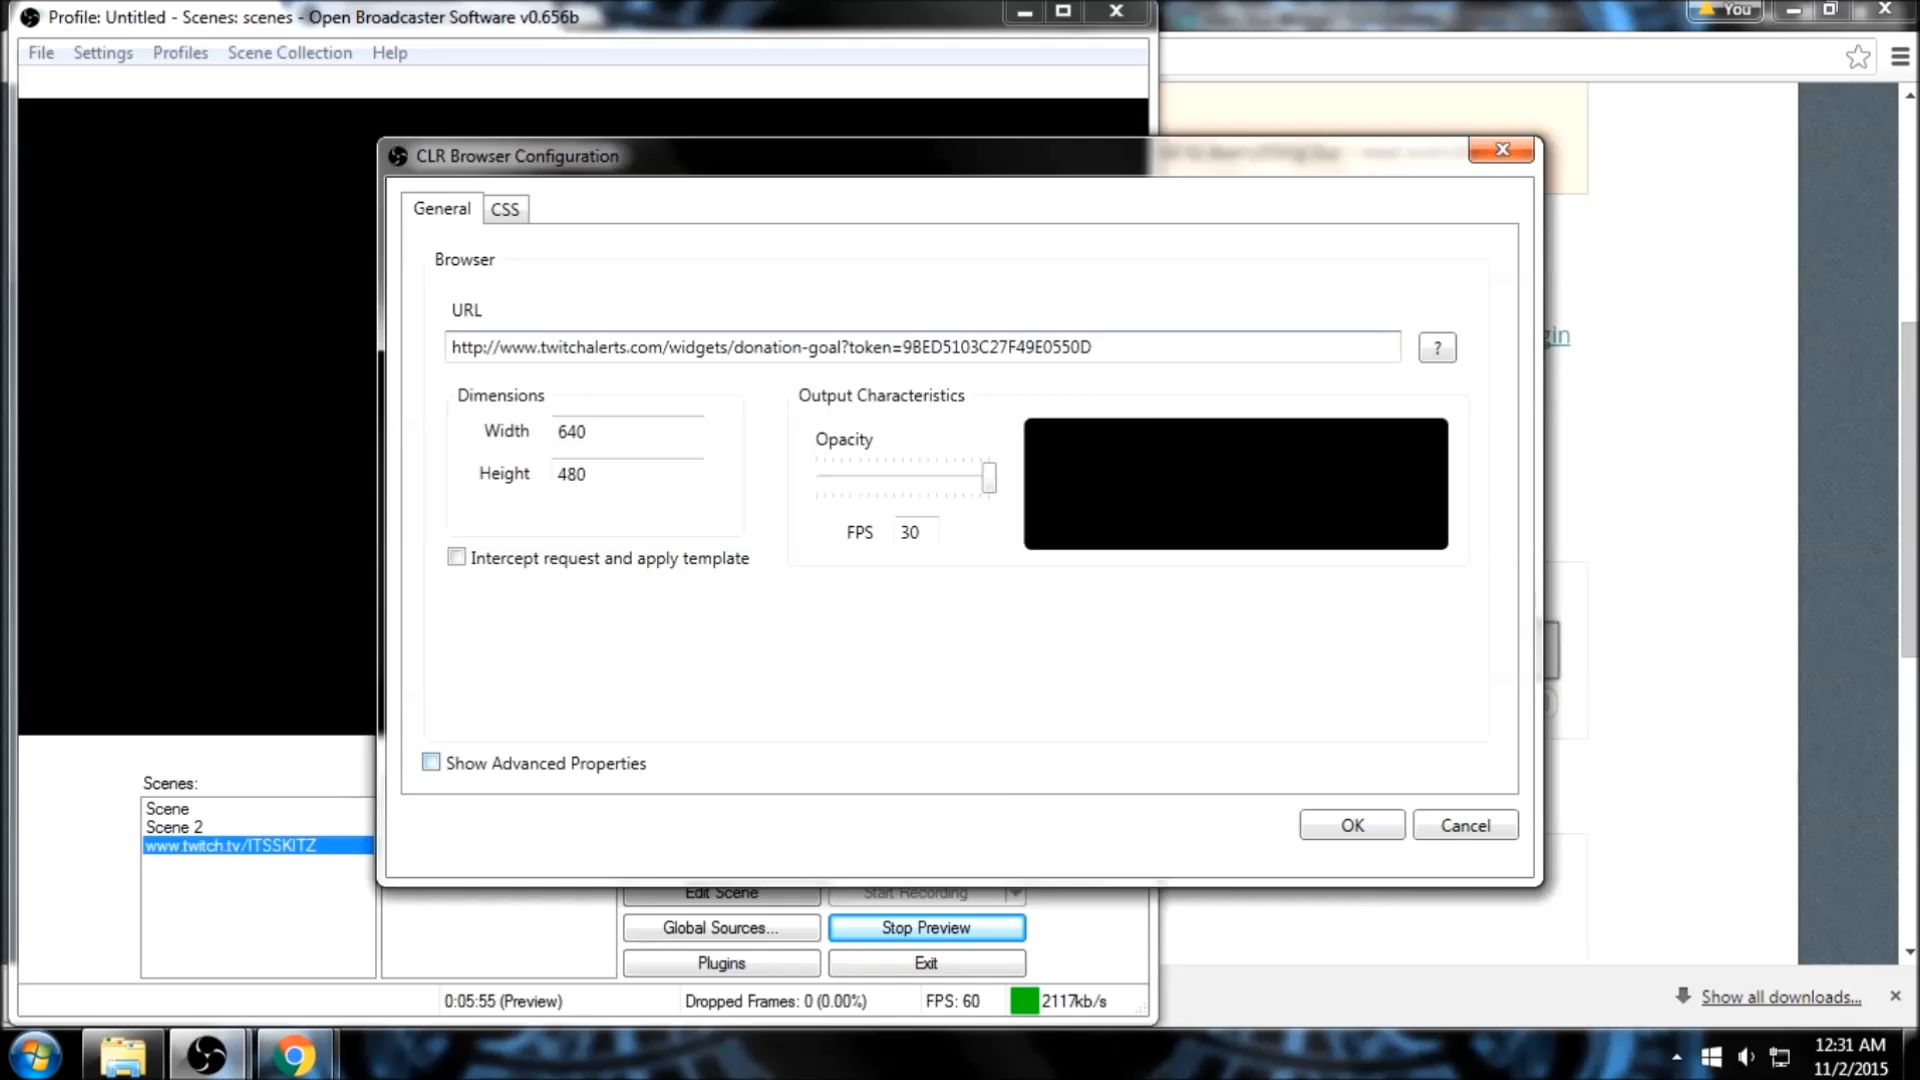 Profile: Untitled - Scenes: scenes - Open Broadcaster Software v0.656b
You
File Settings Profiles Scene Collection Help
CLR Browser Configuration
General CSS
Browser
URL
http://www.twitchalerts.com/widgets/donation-goal?token=9BED5103C27F49E0550D
?
gin
Dimensions
Width 640
Height 480
Output Characteristics
Opacity
FPS 30
Intercept request and apply template
Show Advanced Properties
OK Cancel
Scenes:
Scene
Scene 2
www.twitch.tv/ITSSKITZ
Edit Scene Start Recording
Global Sources... Stop Preview
Plugins Exit
0:05:55 (Preview) Dropped Frames: 0 (0.00%) FPS: 60 2117kb/s
Show all downloads...
12:31 AM
11/2/2015